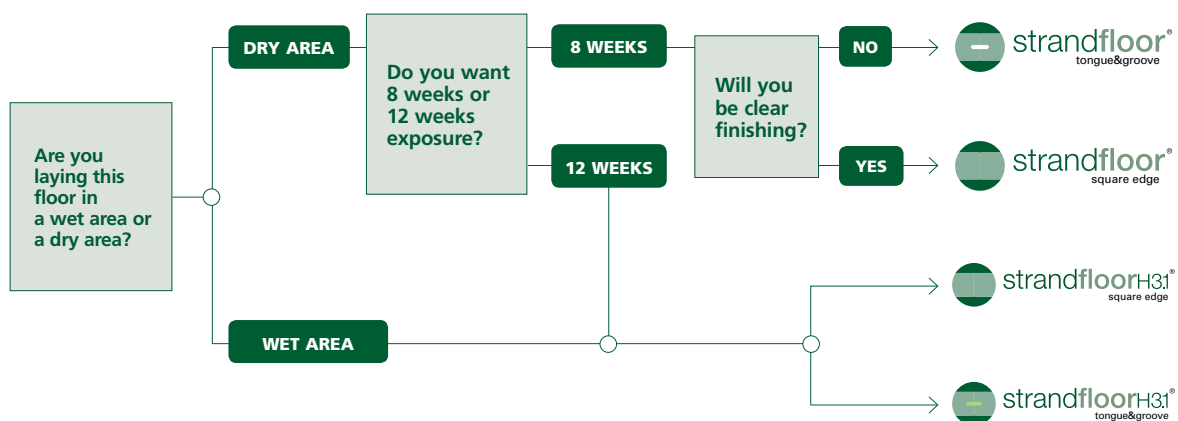 Are you
laying this
floor in
a wet area or
a dry area?
DRY AREA
Do you want
8 weeks or
12 weeks
exposure?
8 WEEKS
12 WEEKS
Will you
be clear
finishing?
NO
strandfloor®
tongue&groove
YES
strandfloor®
square edge
WET AREA
strandfloorH3.1®
square edge
strandfloorH3.1®
tongue&groove